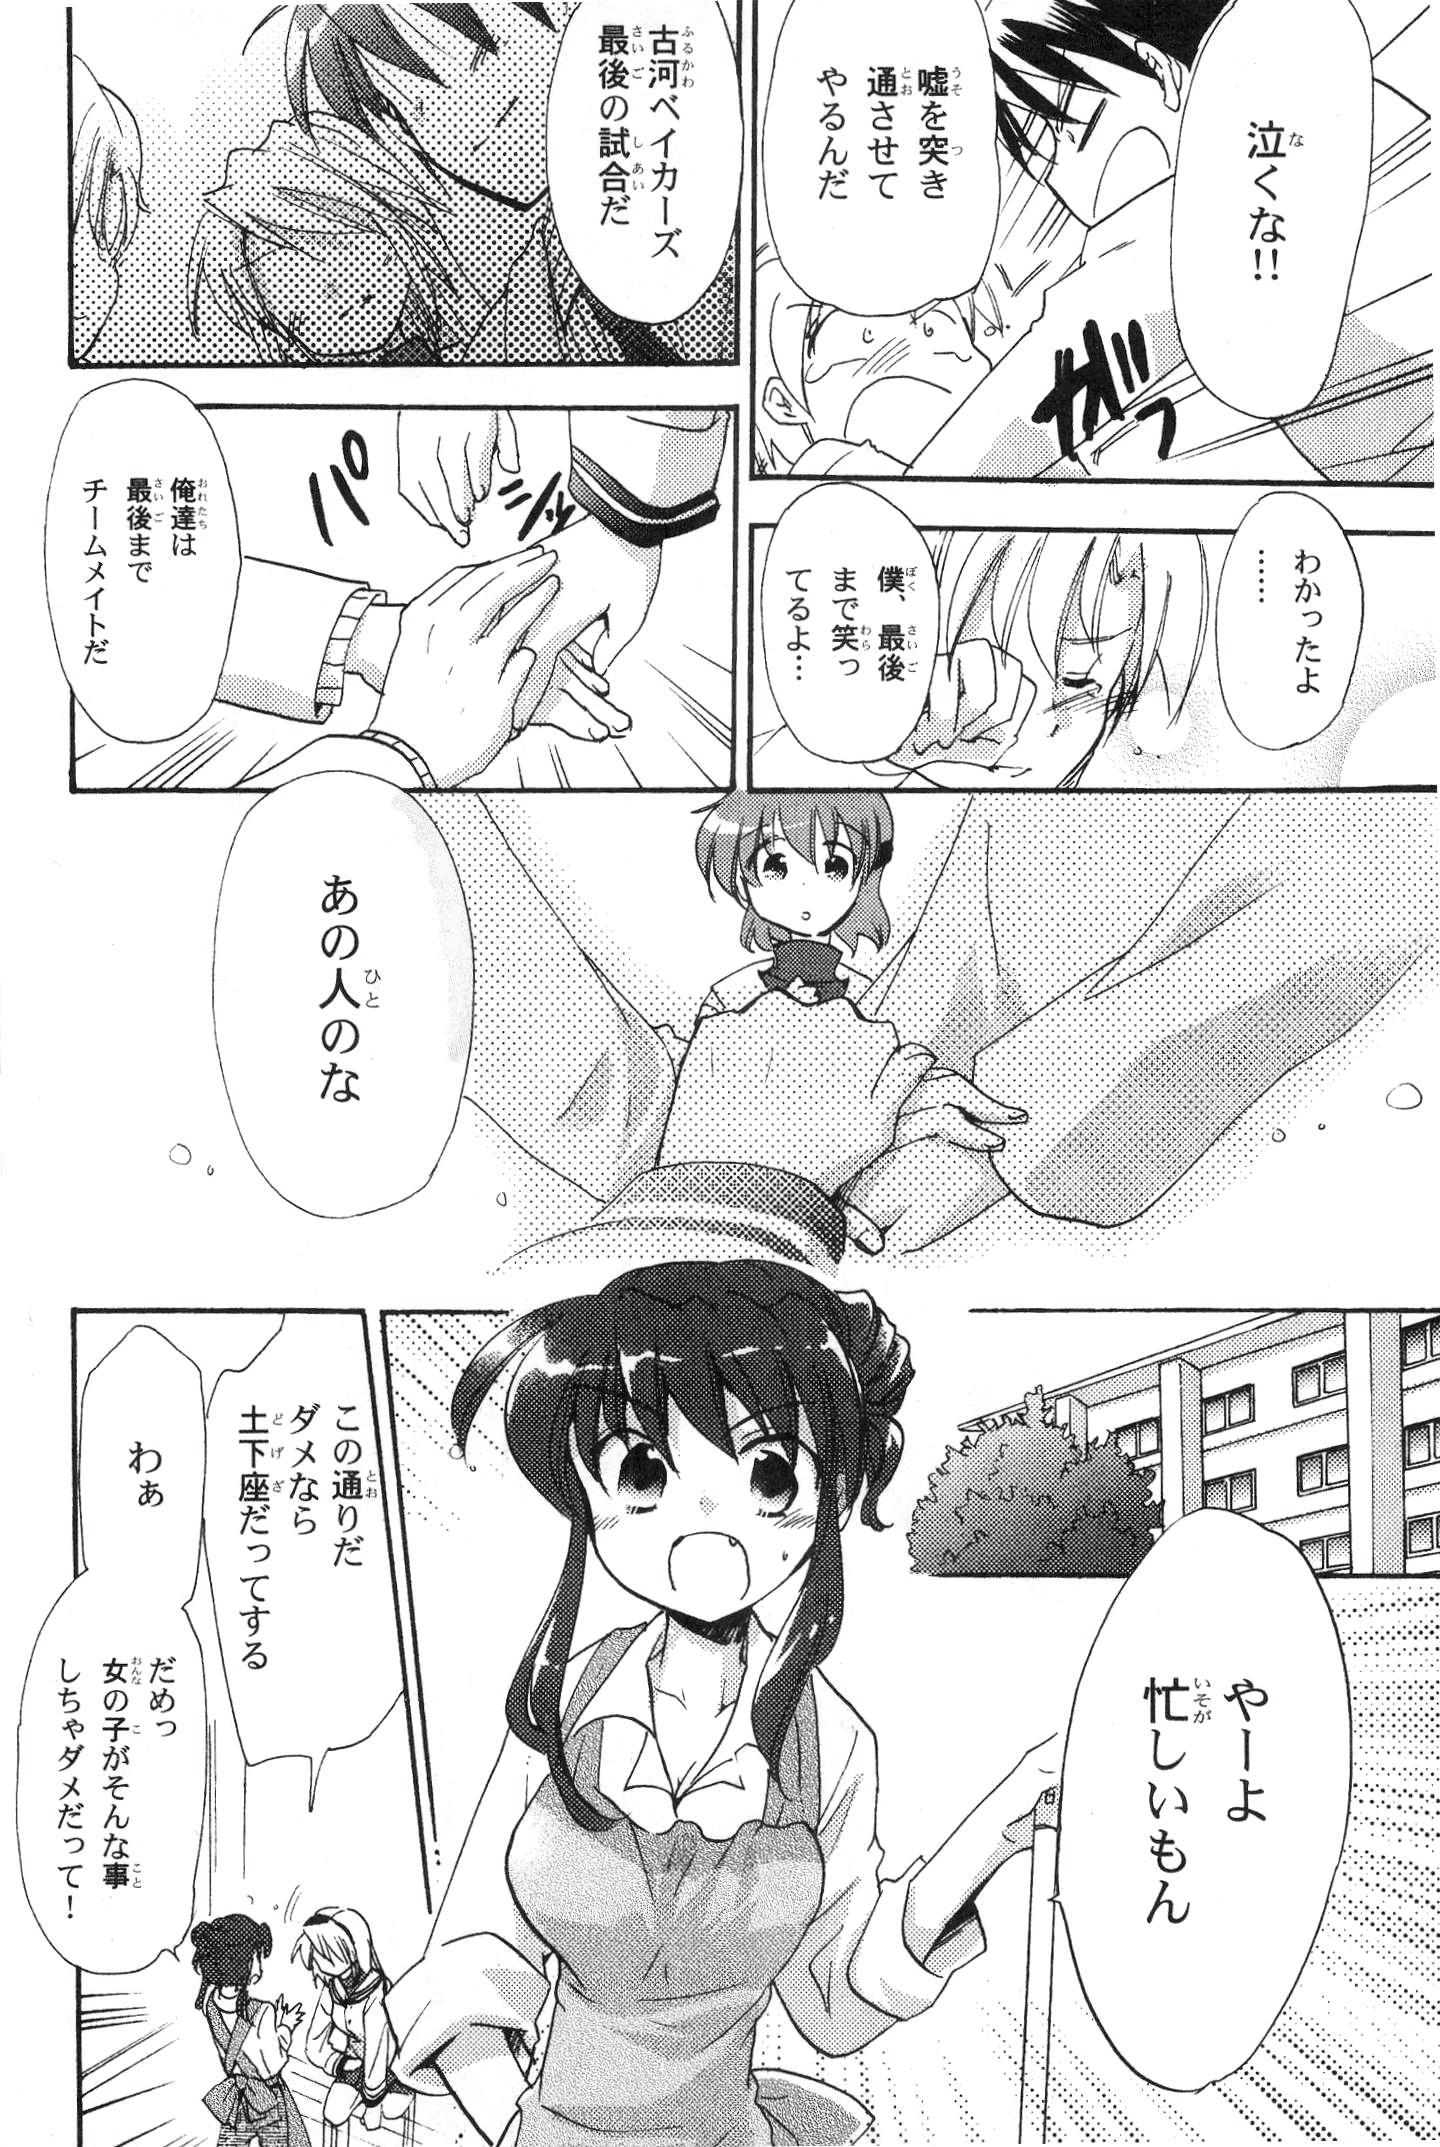 泣くな!!
嘘を突き
通させて
やるんだ
ガッ
古河ベイカーズ
最後の試合だ
わかったよ
……
僕、最後
まで笑っ
てるよ…
パン
俺達は
最後まで
チームメイトだ
あの人のな
やーよ
忙しいもん
この通りだ
ダメなら
土下座だってする
わぁ
だめっ
女の子がそんな事
しちゃダメだって!